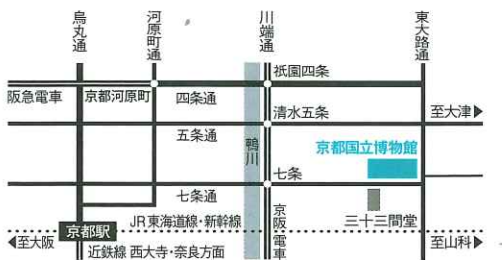 烏丸通
河原町通
川端通
東大路通
祇園四条
阪急電車
京都河原町
四条通
清水五条
至大津▶
五条通
鴨川
京都国立博物館
七条
七条通
京阪電車
三十三間堂
JR東海道線・新幹線
京都駅
◀至大阪
近鉄線 西大寺・奈良方面
至山科▶